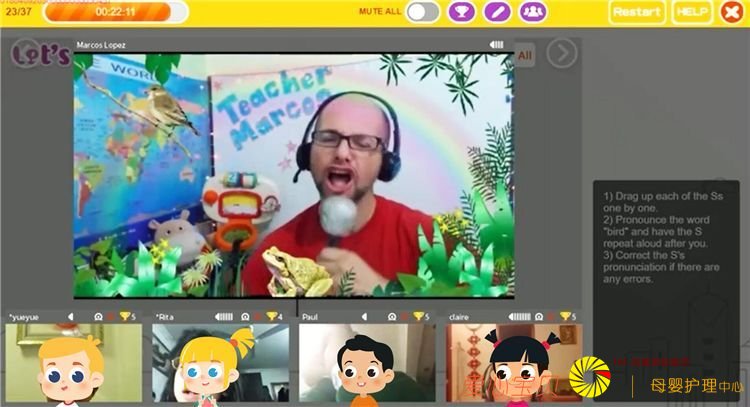 23/37
00:22:11
MUTE ALL
Restart
HELP
Marcos Lopez
Let's
All
WORL
Teacher
Marcos
1) Drag up each of the Ss
one by one.
2) Pronounce the word
"bird" and have the S
repeat aloud after you.
3) Correct the S's
pronunciation if there are
any errors.
*yueyue
5
*Rita
4
Paul
5
claire
5
母婴护理中心